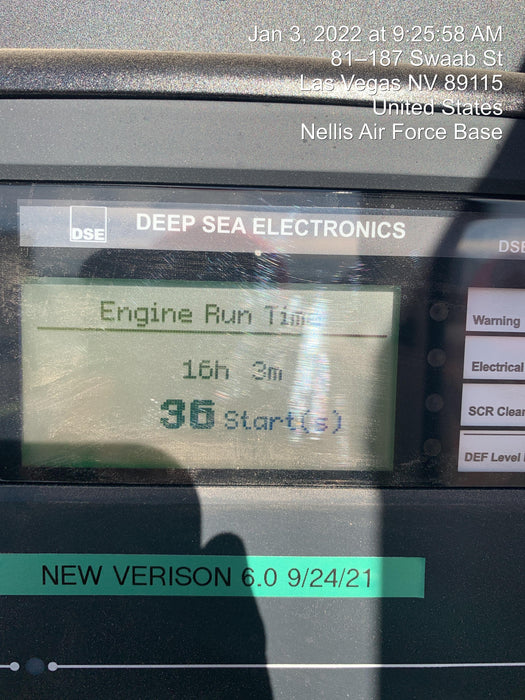 Jan 3, 2022 at 9:25:58 AM
81–187 Swaab St
Las Vegas NV 89115
United States
Nellis Air Force Base
DSE DEEP SEA ELECTRONICS
DSE
Engine Run Time
16h 3m
36 Start(s)
Warning
Electrical
SCR Clean
DEF Level
NEW VERISON 6.0 9/24/21